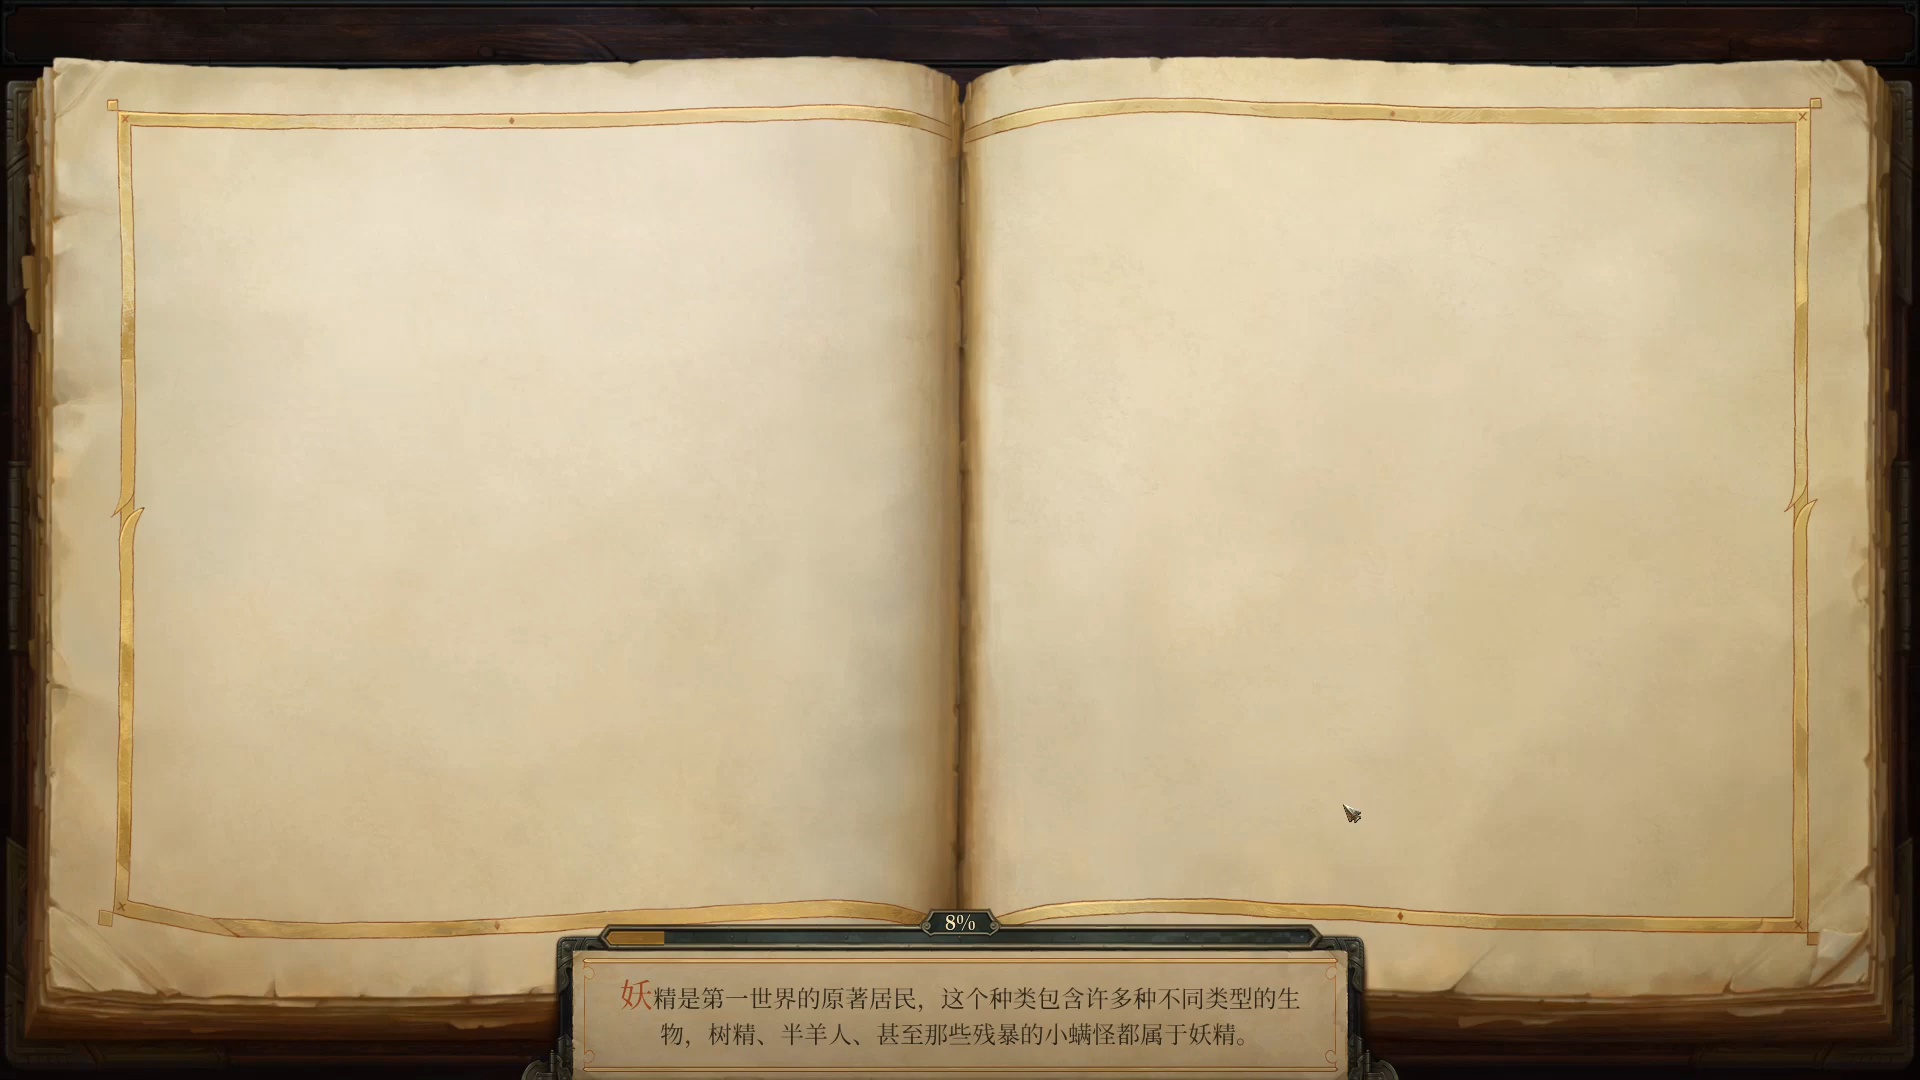 8%
妖精是第一世界的原著居民，这个种类包含许多种不同类型的生
物，树精、半羊人、甚至那些残暴的小螨怪都属于妖精。